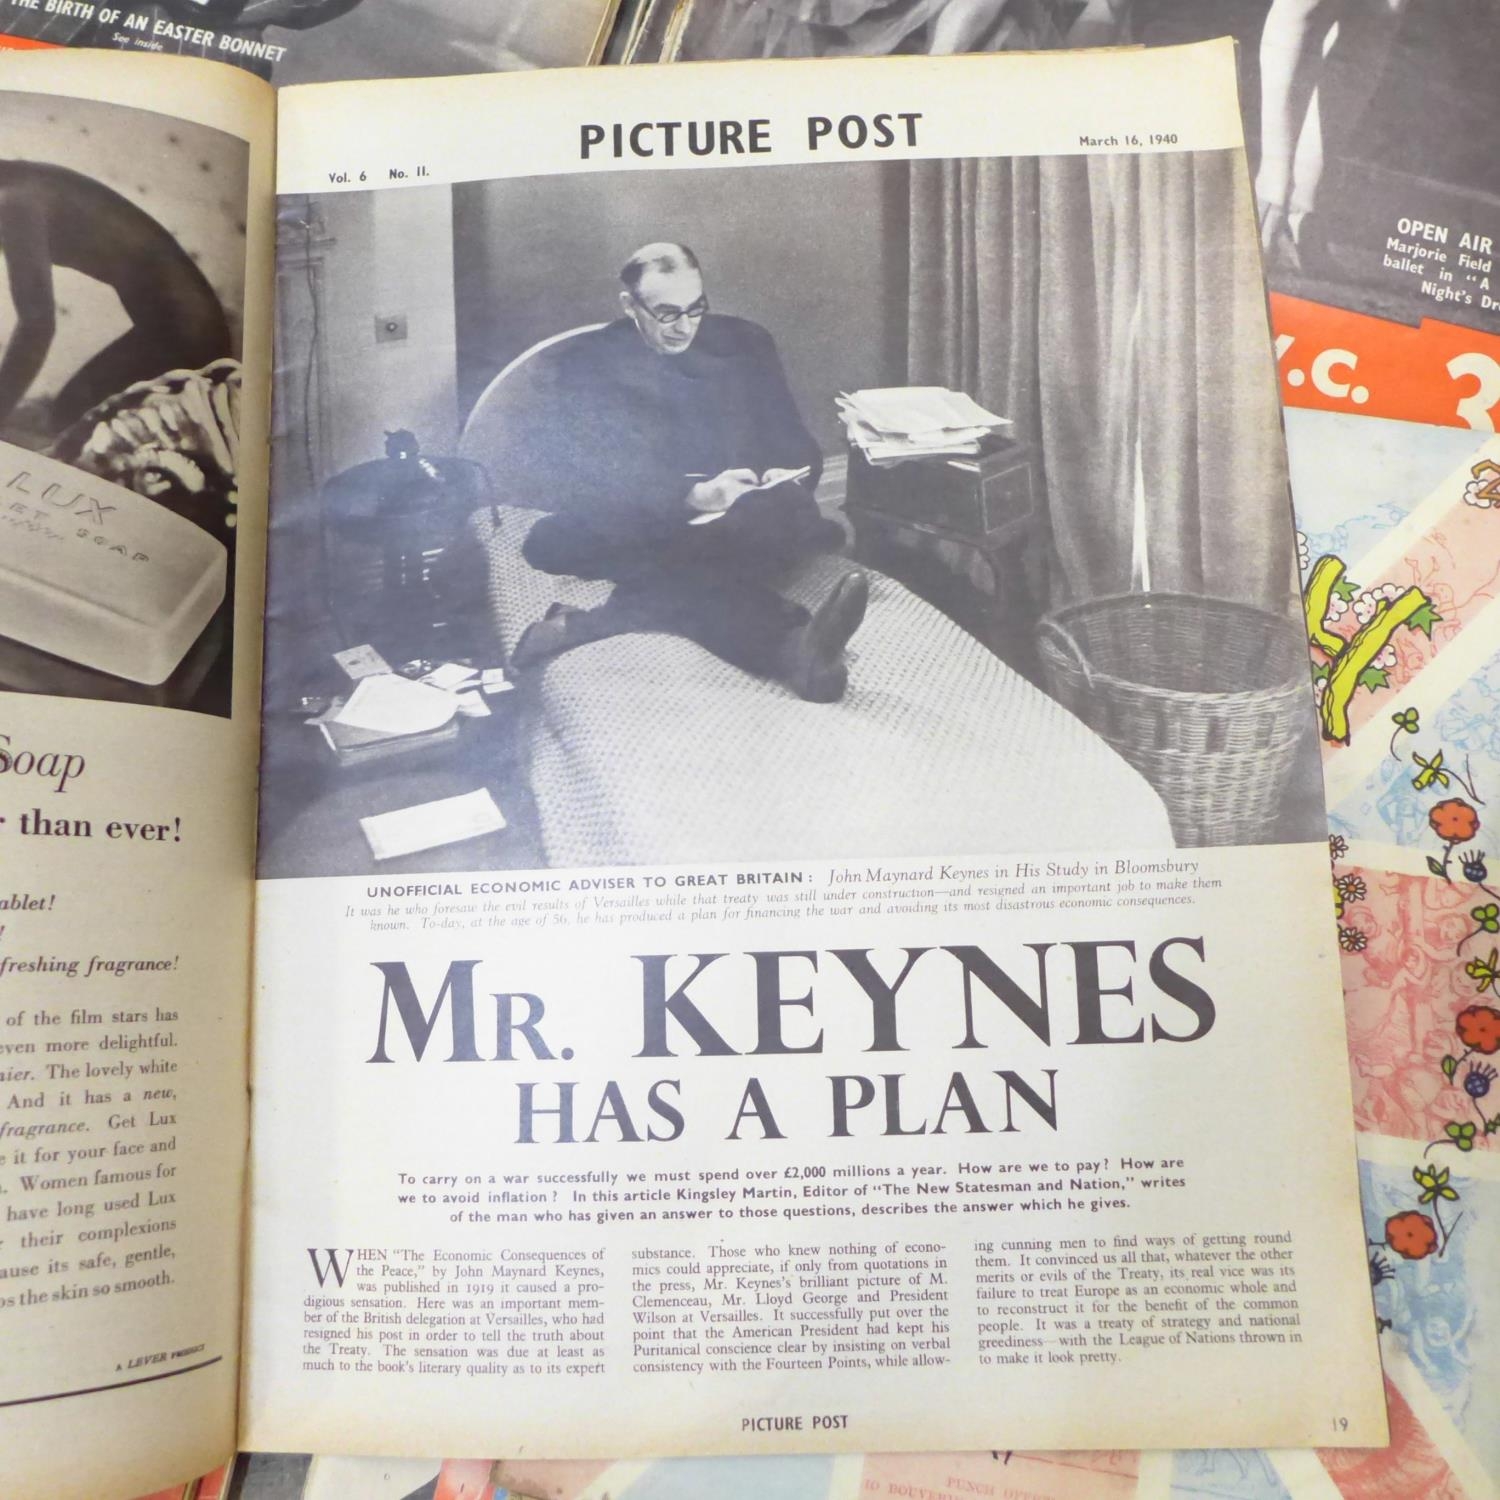 THE BIRTH OF AN EASTER BONNET
See inside
LUX
TOILET SOAP
Soap
than ever!
freshing fragrance!
of the film stars has
even more delightful.
The lovely white
And it has a new,
fragrance. Get Lux
it for your face and
Women famous for
have long used Lux
their complexions
its safe, gentle,
the skin so smooth.
A LEVER PRODUCT
PICTURE POST
Vol. 6 No. 11.
March 16, 1940
UNOFFICIAL ECONOMIC ADVISER TO GREAT BRITAIN: John Maynard Keynes in His Study in Bloomsbury
It was he who foresaw the evil results of Versailles while that treaty was still under construction—and resigned an important job to make them
known. To-day, at the age of 56, he has produced a plan for financing the war and avoiding its most disastrous economic consequences.
MR. KEYNES
HAS A PLAN
To carry on a war successfully we must spend over £2,000 millions a year. How are we to pay? How are
we to avoid inflation? In this article Kingsley Martin, Editor of "The New Statesman and Nation," writes
of the man who has given an answer to those questions, describes the answer which he gives.
WHEN "The Economic Consequences of
the Peace," by John Maynard Keynes,
was published in 1919 it caused a pro-
digious sensation. Here was an important mem-
ber of the British delegation at Versailles, who had
resigned his post in order to tell the truth about
the Treaty. The sensation was due at least as
much to the book's literary quality as to its expert
substance. Those who knew nothing of econo-
mics could appreciate, if only from quotations in
the press, Mr. Keynes's brilliant picture of M.
Clemenceau, Mr. Lloyd George and President
Wilson at Versailles. It successfully put over the
point that the American President had kept his
Puritanical conscience clear by insisting on verbal
consistency with the Fourteen Points, while allow-
ing cunning men to find ways of getting round
them. It convinced us all that, whatever the other
merits or evils of the Treaty, its real vice was its
failure to treat Europe as an economic whole and
to reconstruct it for the benefit of the common
people. It was a treaty of strategy and national
greediness—with the League of Nations thrown in
to make it look pretty.
PICTURE POST
19
OPEN AIR
Marjorie Field
ballet in "A
Night's
.C. 3
PUNCH